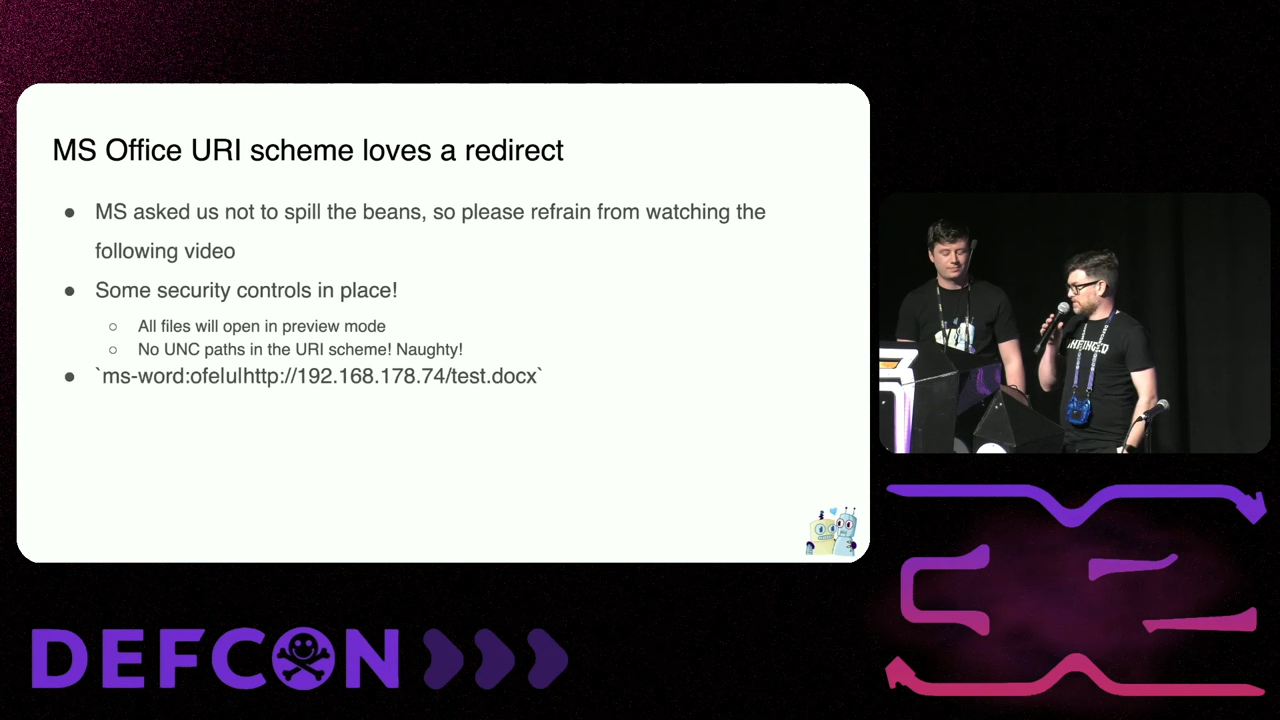 MS Office URI scheme loves a redirect
● MS asked us not to spill the beans, so please refrain from watching the
following video
● Some security controls in place!
○ All files will open in preview mode
○ No UNC paths in the URI scheme! Naughty!
● `ms-word:ofelulhttp://192.168.178.74/test.docx`
UNHINGED
DEFCON